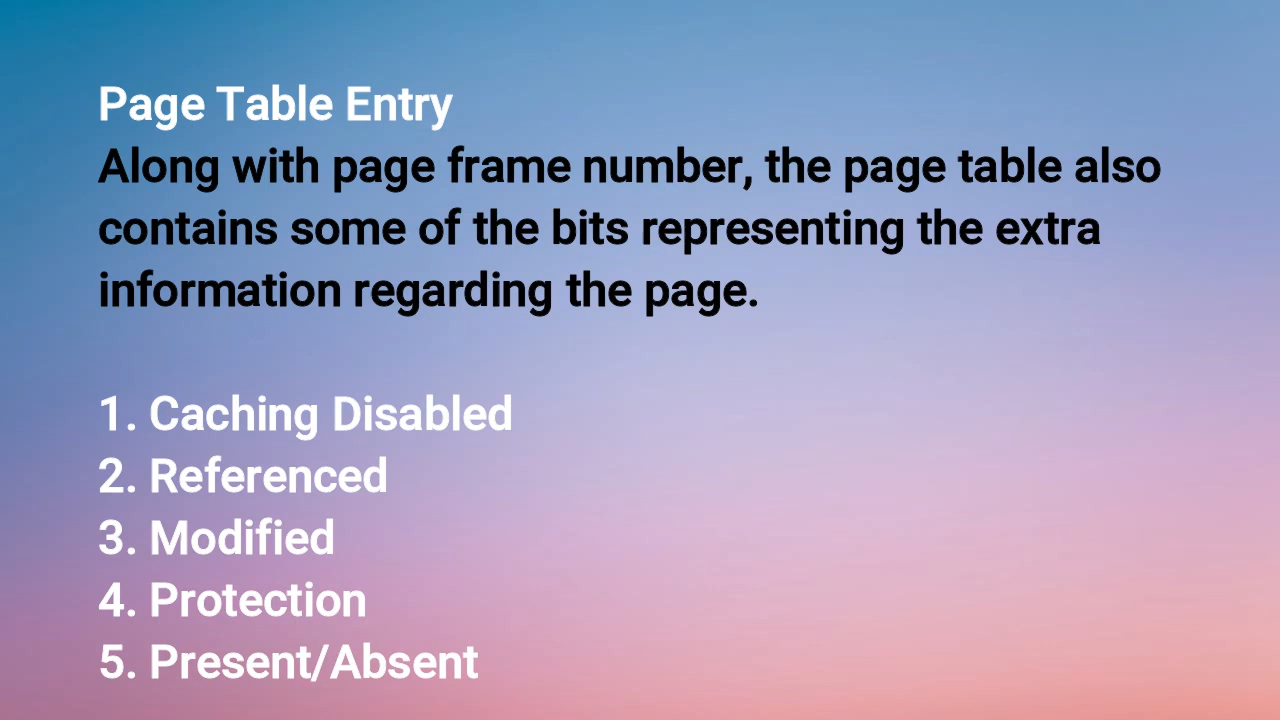 Page Table Entry
Along with page frame number, the page table also
contains some of the bits representing the extra
information regarding the page.
1. Caching Disabled
2. Referenced
3. Modified
4. Protection
5. Present/Absent